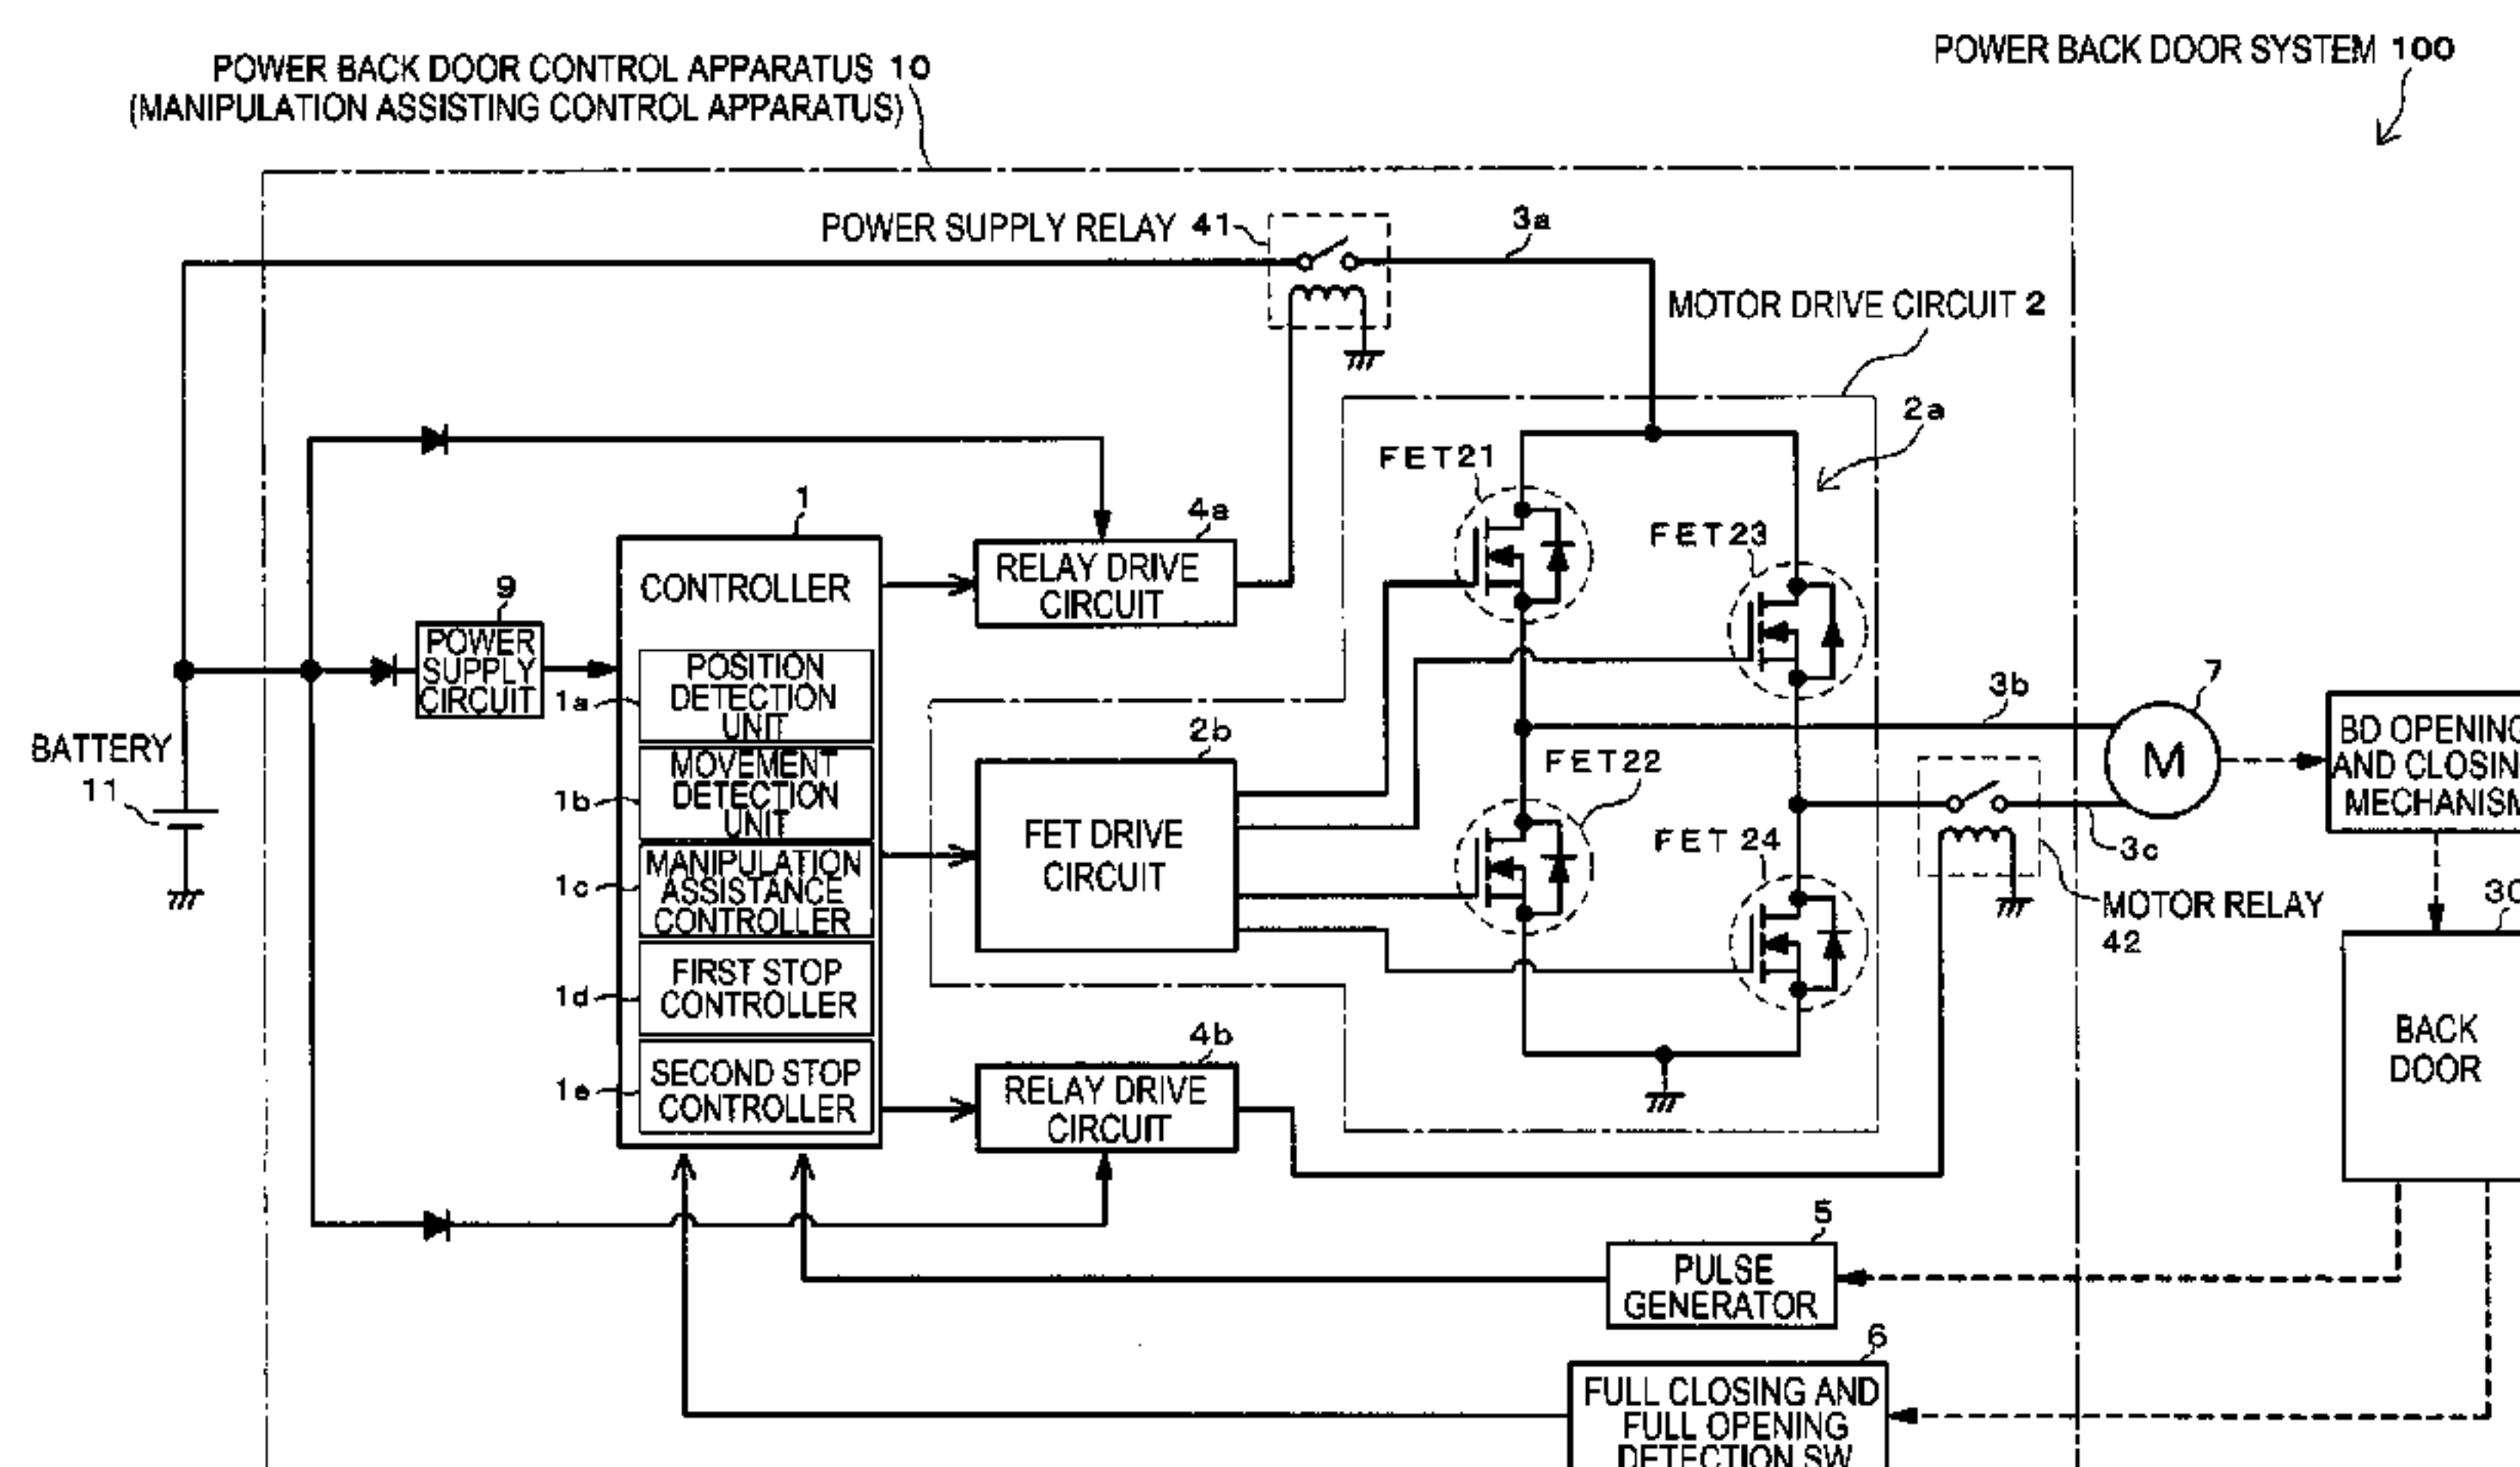 POWER BACK DOOR SYSTEM 100
POWER BACK DOOR CONTROL APPARATUS 10
(MANIPULATION ASSISTING CONTROL APPARATUS)
POWER SUPPLY RELAY 41
3a
MOTOR DRIVE CIRCUIT 2
2a
FET21
FET23
1
CONTROLLER
4a
RELAY DRIVE
CIRCUIT
9
POWER
SUPPLY
CIRCUIT
1a
POSITION
DETECTION
UNIT
1b
MOVEMENT
DETECTION
UNIT
1c
MANIPULATION
ASSISTANCE
CONTROLLER
1d
FIRST STOP
CONTROLLER
1e
SECOND STOP
CONTROLLER
BATTERY
11
2b
FET DRIVE
CIRCUIT
FET22
FET 24
3b
7
M
3c
MOTOR RELAY
42
BD OPENING
AND CLOSIN
MECHANISM
30
BACK
DOOR
4b
RELAY DRIVE
CIRCUIT
5
PULSE
GENERATOR
6
FULL CLOSING AND
FULL OPENING
DETECTION SW